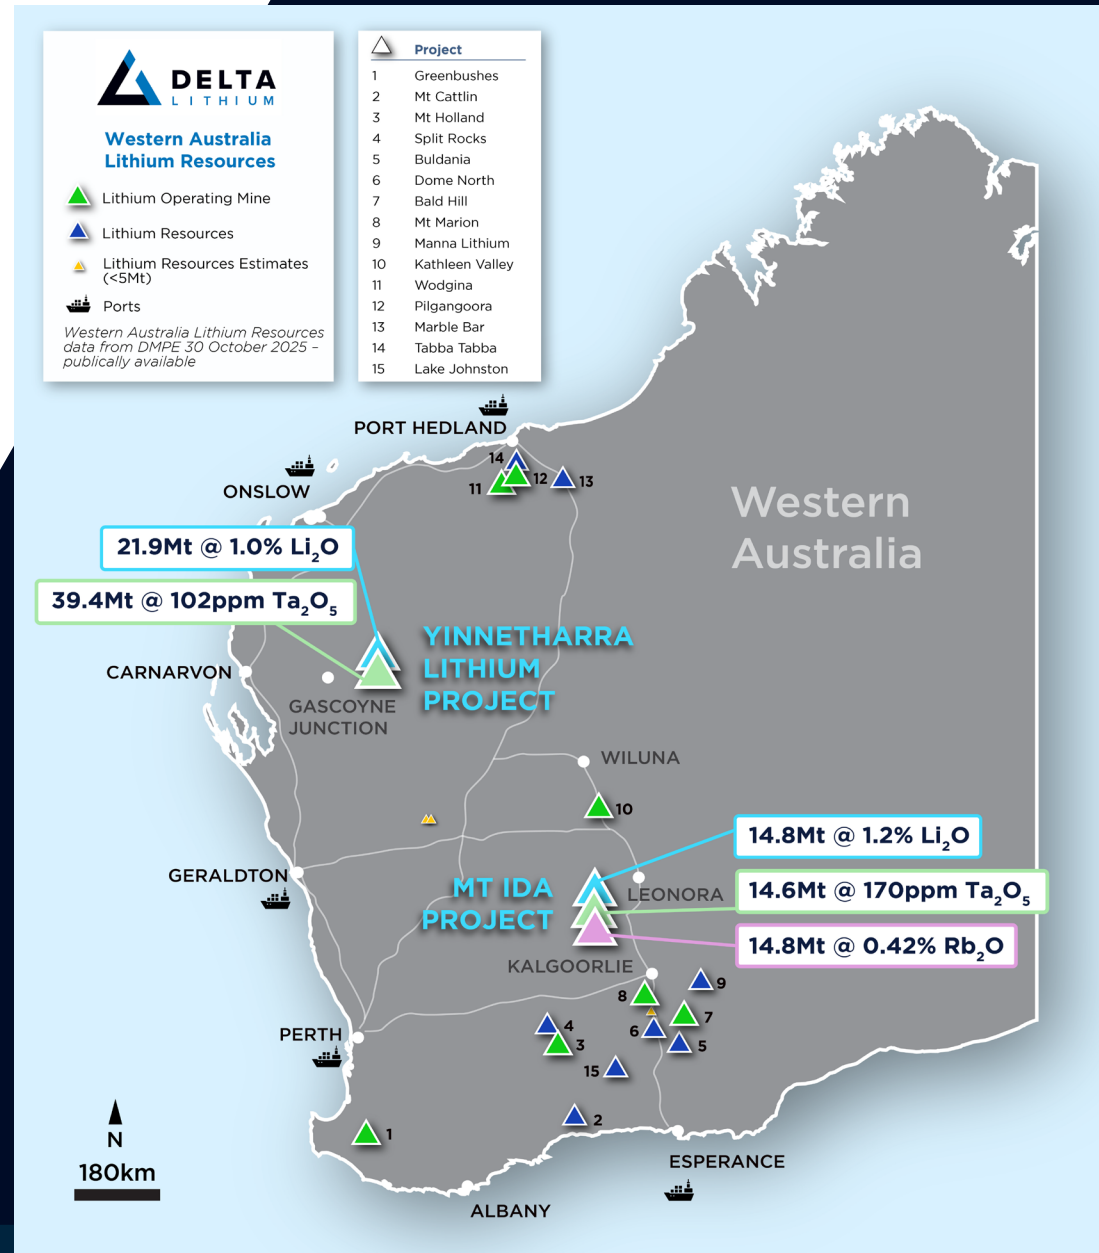 DELTA
LITHIUM
Western Australia
Lithium Resources
Lithium Operating Mine
Lithium Resources
Lithium Resources Estimates
(<5Mt)
Ports
Western Australia Lithium Resources
data from DMPE 30 October 2025 –
publically available
Project
1 Greenbushes
2 Mt Cattlin
3 Mt Holland
4 Split Rocks
5 Buldania
6 Dome North
7 Bald Hill
8 Mt Marion
9 Manna Lithium
10 Kathleen Valley
11 Wodgina
12 Pilgangoora
13 Marble Bar
14 Tabba Tabba
15 Lake Johnston
PORT HEDLAND
14
12
13
11
ONSLOW
Western
Australia
21.9Mt @ 1.0% Li₂O
39.4Mt @ 102ppm Ta₂O₅
YINNETHARRA
LITHIUM
PROJECT
CARNARVON
GASCOYNE
JUNCTION
WILUNA
10
14.8Mt @ 1.2% Li₂O
GERALDTON
MT IDA
PROJECT
LEONORA
14.6Mt @ 170ppm Ta₂O₅
14.8Mt @ 0.42% Rb₂O
KALGOORLIE
9
8
7
6
5
4
3
15
2
PERTH
1
N
180km
ESPERANCE
ALBANY